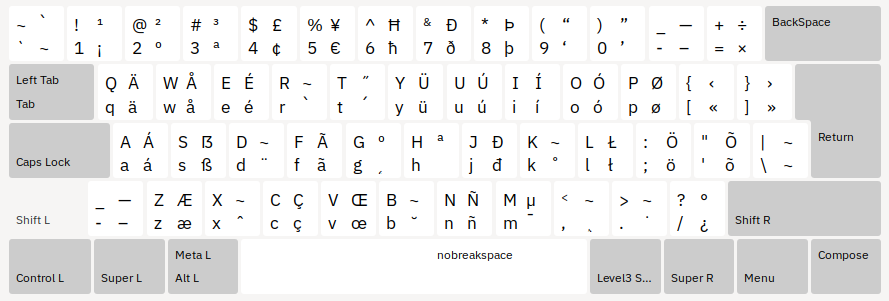 ~ ` ! ¹ @ ² # ³ $ £ % ¥ ^ Ħ & Đ * Þ ( “ ) ” _ — + ÷ BackSpace
` ~ 1 ¡ 2 º 3 ª 4 ¢ 5 € 6 ħ 7 ð 8 þ 9 ‘ 0 ’ - – = ×
Left Tab Q Ä W Å E É R ~ T ˝ Y Ü U Ú I Í O Ó P Ø { ‹ } ›
Tab q ä w å e é r ` t ´ y ü u ú i í o ó p ø [ « ] »
A Á S ẞ D ~ F Ã G º H ª J Đ K ~ L Ł : Ö " Õ | ~ Return
Caps Lock a á s ß d ¨ f ã g ˏ h j đ k ° l ł ; ö ' õ \ ~
_ — Z Æ X ~ C Ç V Œ B ~ N Ñ M µ < ~ > ~ ? °
Shift L - – z æ x ˆ c ç v œ b ˘ n ñ m ¯ , ˛ . ˙ / ¿ Shift R
Meta L nobreakspace Compose
Control L Super L Alt L Level3 S... Super R Menu